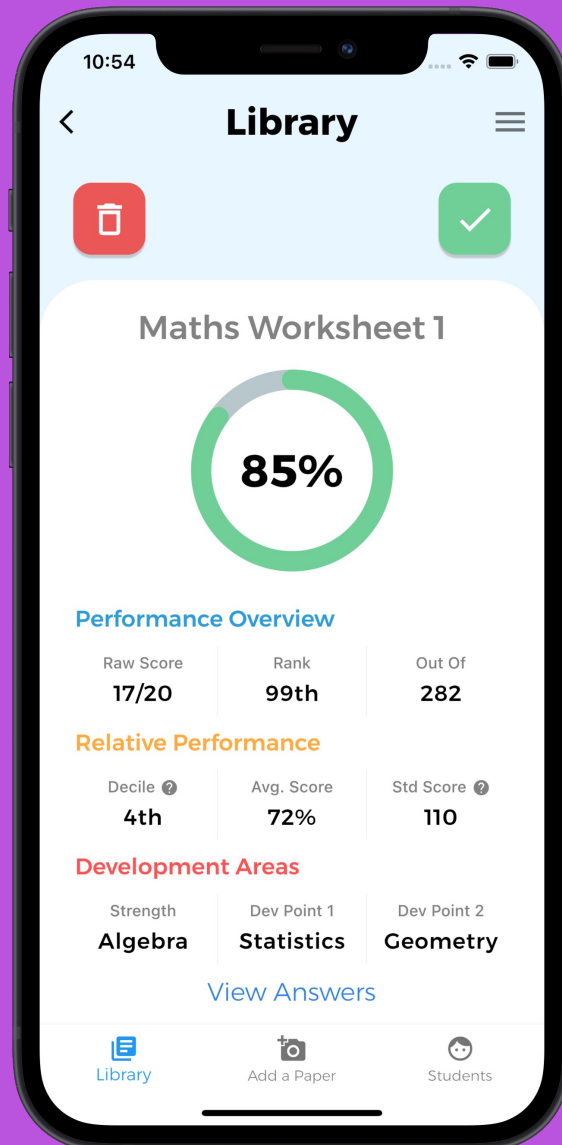 10:54
Library
Maths Worksheet 1
85%
Performance Overview
Raw Score Rank Out Of
17/20 99th 282
Relative Performance
Decile ? Avg. Score Std Score ?
4th 72% 110
Development Areas
Strength Dev Point 1 Dev Point 2
Algebra Statistics Geometry
View Answers
Library Add a Paper Students